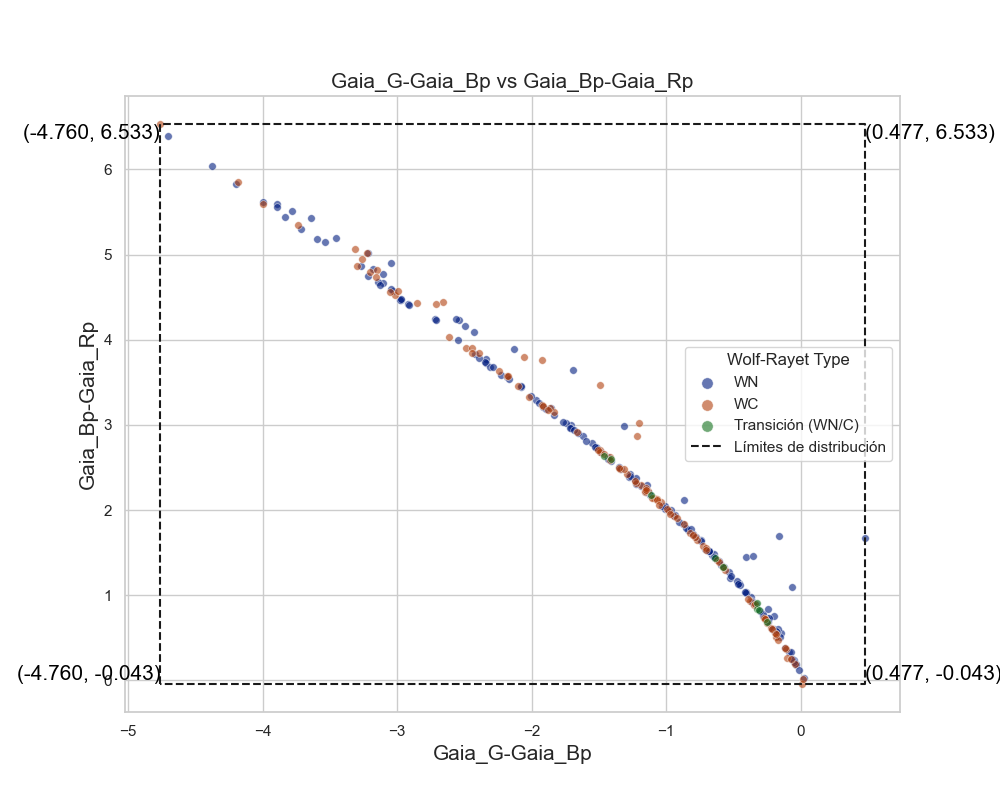 Gaia_G-Gaia_Bp vs Gaia_Bp-Gaia_Rp
(-4.760, 6.533)
(0.477, 6.533)
6
5
4
3
2
1
0
Gaia_Bp-Gaia_Rp
Wolf-Rayet Type
WN
WC
Transición (WN/C)
Límites de distribución
(-4.760, -0.043)
(0.477, -0.043)
−5
−4
−3
−2
−1
0
Gaia_G-Gaia_Bp